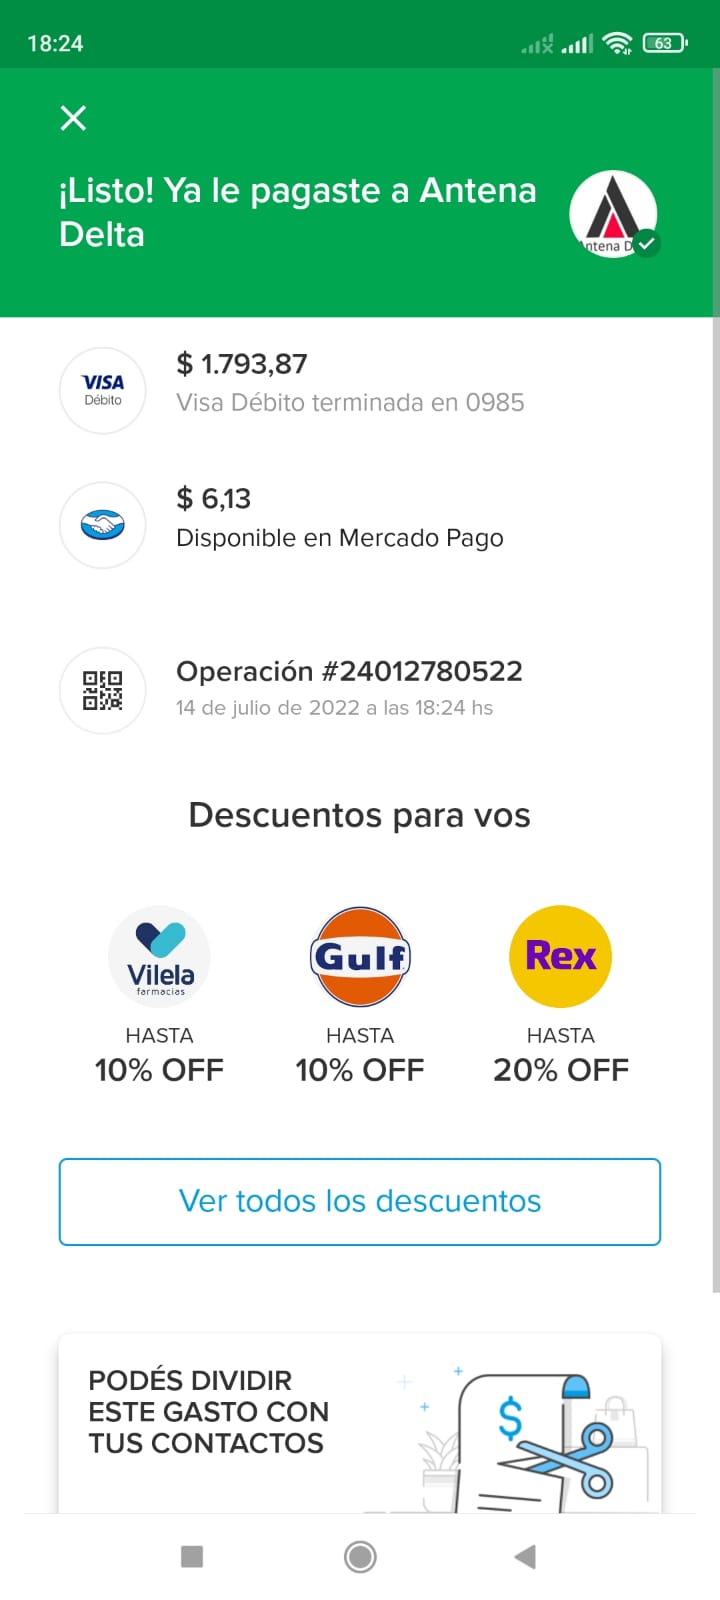 18:24
63
¡Listo! Ya le pagaste a Antena
Delta
ntena D
VISA
Débito
$ 1.793,87
Visa Débito terminada en 0985
$ 6,13
Disponible en Mercado Pago
Operación #24012780522
14 de julio de 2022 a las 18:24 hs
Descuentos para vos
Vilela
farmacias
Gulf
Rex
HASTA HASTA HASTA
10% OFF 10% OFF 20% OFF
Ver todos los descuentos
PODÉS DIVIDIR
ESTE GASTO CON
TUS CONTACTOS
$